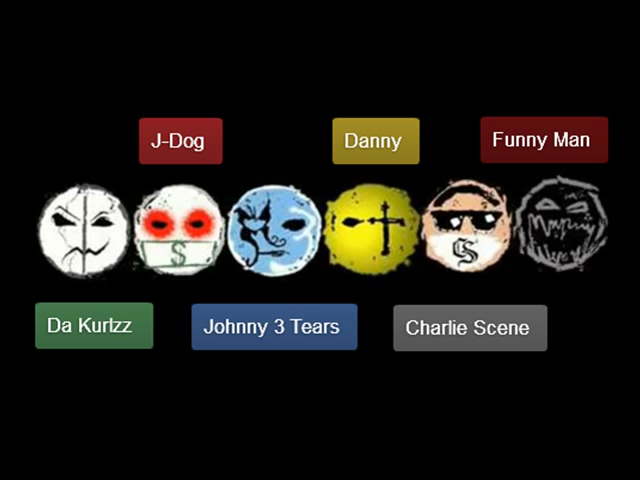 J-Dog
Danny
Funny Man
$
S
Da Kurlzz
Johnny 3 Tears
Charlie Scene